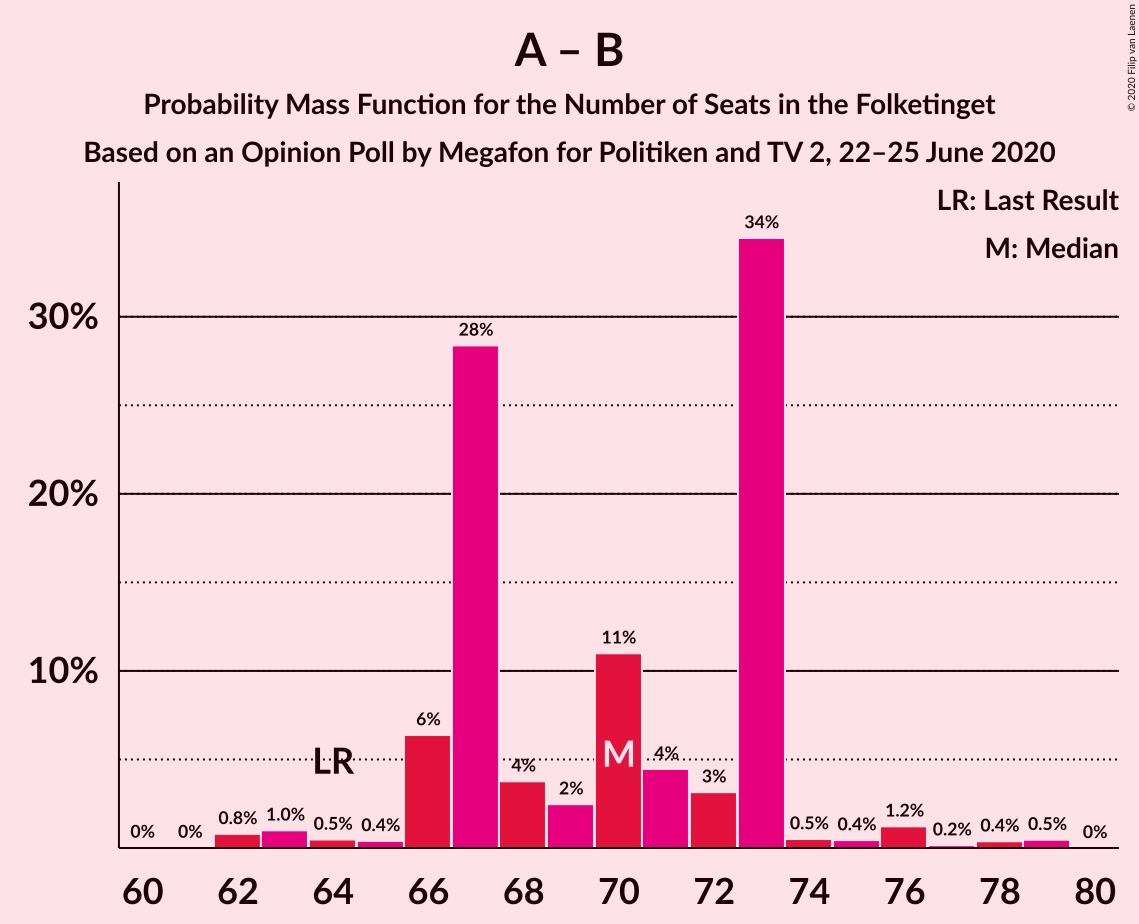 A – B
Probability Mass Function for the Number of Seats in the Folketinget
Based on an Opinion Poll by Megafon for Politiken and TV 2, 22–25 June 2020
© 2020 Filip van Laenen
LR: Last Result
M: Median
34%
30%
28%
20%
11%
10%
6%
LR
M
4%
4%
3%
2%
0%
0%
0.8%
1.0%
0.5%
0.4%
0.5%
0.4%
1.2%
0.2%
0.4%
0.5%
0%
60 62 64 66 68 70 72 74 76 78 80